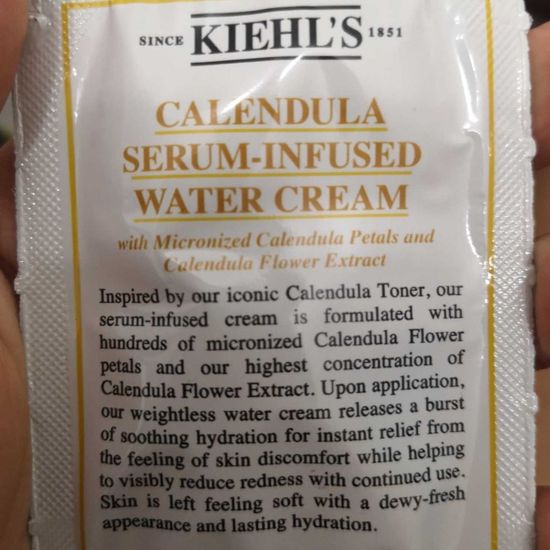 SINCE KIEHL'S 1851
CALENDULA
SERUM-INFUSED
WATER CREAM
with Micronized Calendula Petals and
Calendula Flower Extract
Inspired by our iconic Calendula Toner, our
serum-infused cream is formulated with
hundreds of micronized Calendula Flower
petals and our highest concentration of
Calendula Flower Extract. Upon application,
our weightless water cream releases a burst
of soothing hydration for instant relief from
the feeling of skin discomfort while helping
to visibly reduce redness with continued use.
Skin is left feeling soft with a dewy-fresh
appearance and lasting hydration.